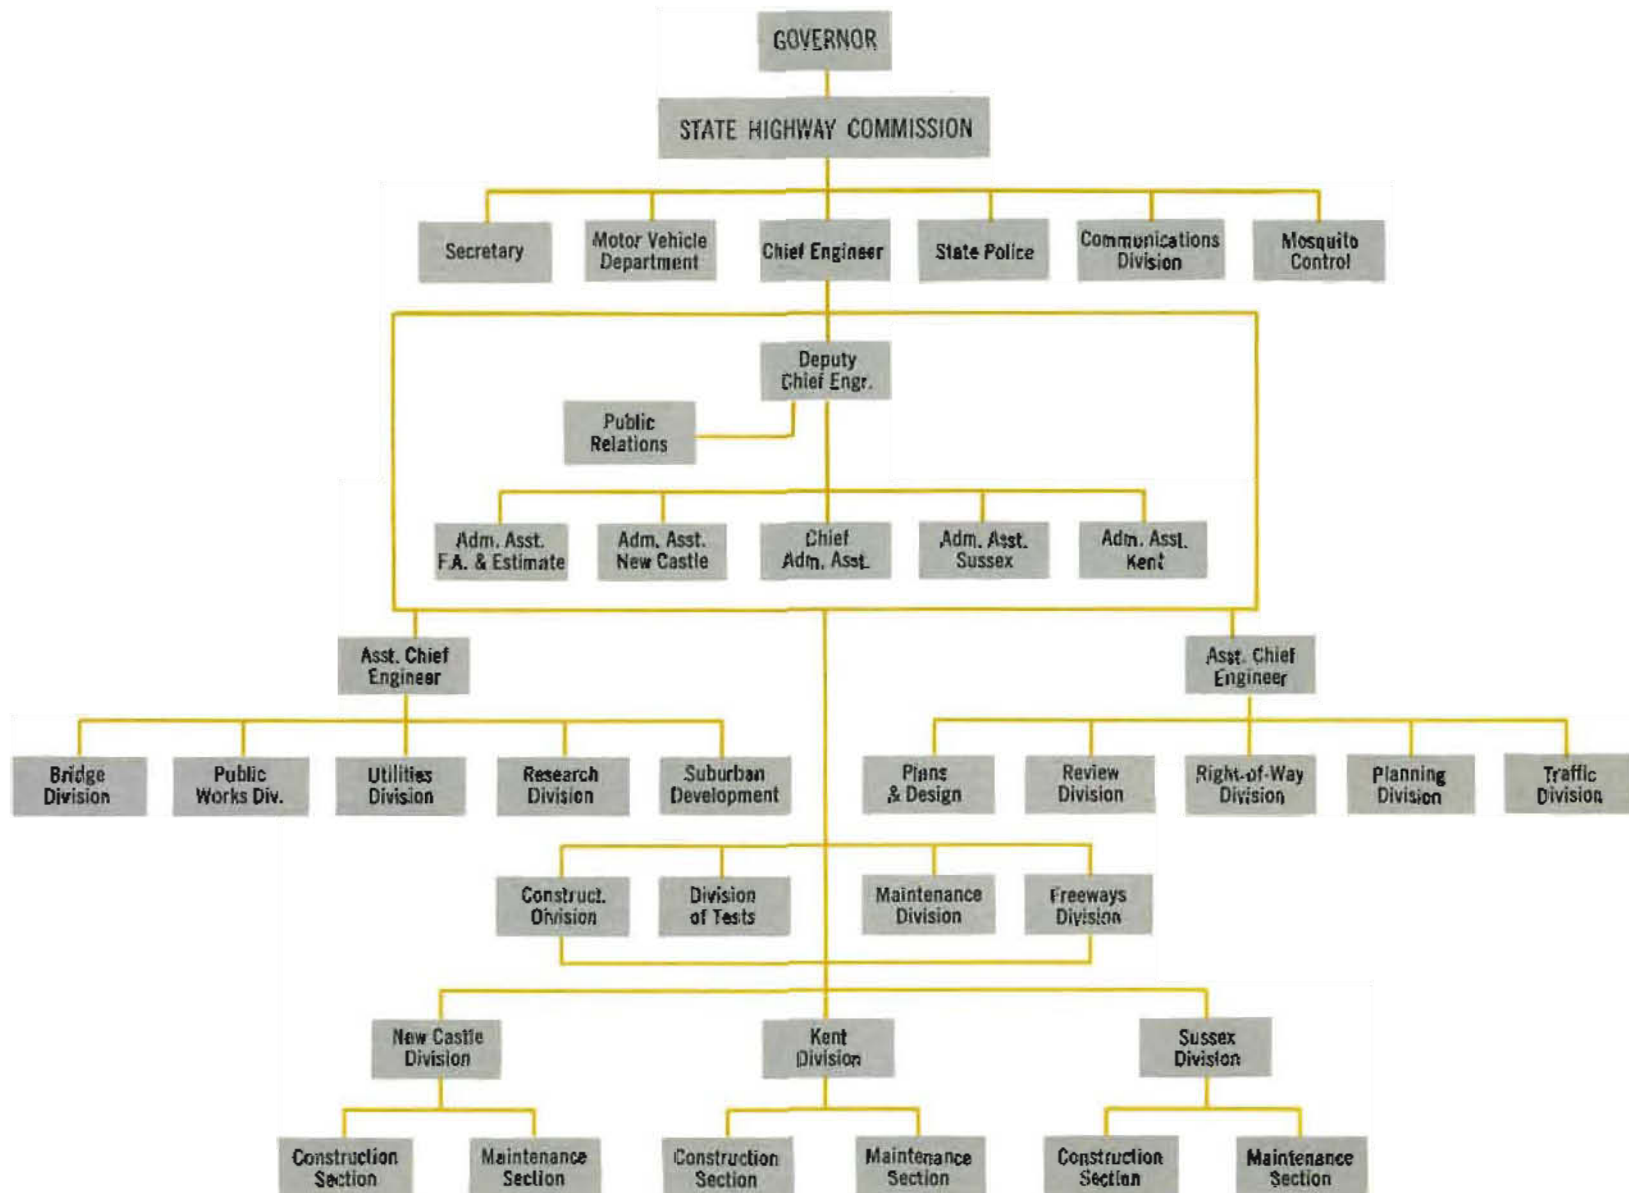 GOVERNOR
STATE HIGHWAY COMMISSION
Secretary
Motor Vehicle
Department
Chief Engineer
State Police
Communications
Division
Mosquito
Control
Deputy
Chief Engr.
Public
Relations
Adm. Asst.
F.A. & Estimate
Adm. Asst.
New Castle
Chief
Adm. Asst.
Adm. Asst.
Sussex
Adm. Asst.
Kent
Asst. Chief
Engineer
Asst. Chief
Engineer
Bridge
Division
Public
Works Div.
Utilities
Division
Research
Division
Suburban
Development
Plans
& Design
Review
Division
Right-of-Way
Division
Planning
Division
Traffic
Division
Construct.
Division
Division
of Tests
Maintenance
Division
Freeways
Division
New Castle
Division
Kent
Division
Sussex
Division
Construction
Section
Maintenance
Section
Construction
Section
Maintenance
Section
Construction
Section
Maintenance
Section